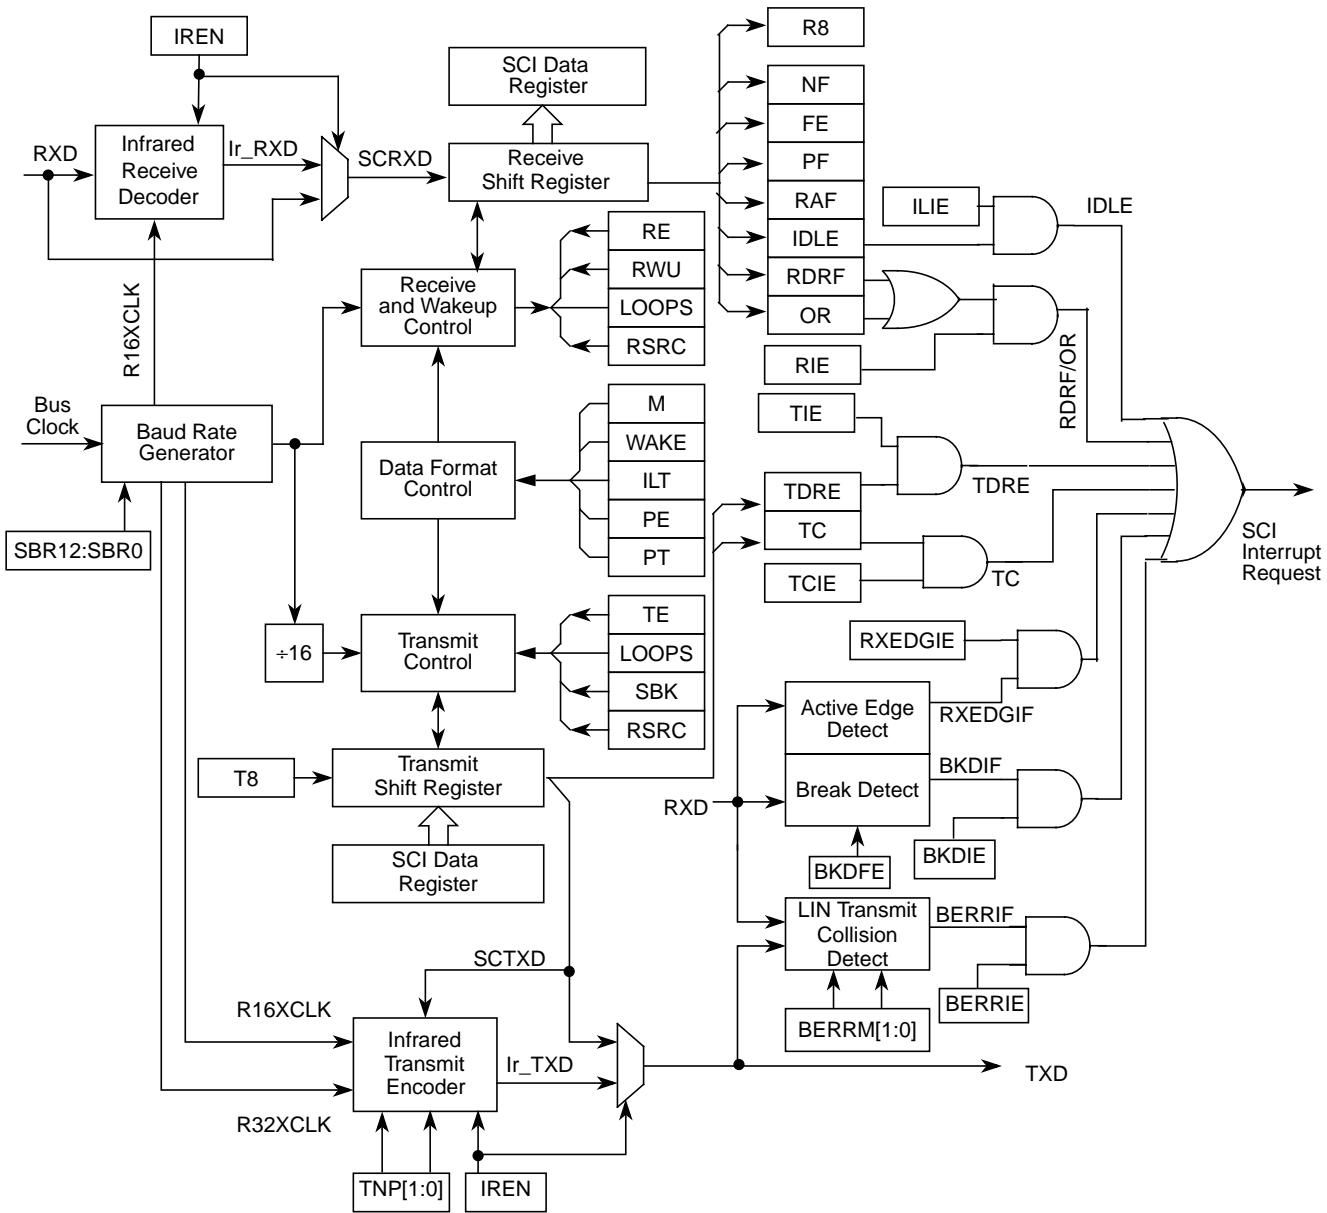 IREN
SCI Data
Register
R8
NF
FE
PF
RAF
IDLE
RDRF
OR
RXD
Infrared
Receive
Decoder
Ir_RXD
SCRXD
Receive
Shift Register
ILIE
IDLE
RE
RWU
LOOPS
RSRC
Receive
and Wakeup
Control
R16XCLK
RIE
RDRF/OR
Bus
Clock
Baud Rate
Generator
M
WAKE
ILT
PE
PT
Data Format
Control
TIE
TDRE
TC
TCIE
TDRE
TC
SCI
Interrupt
Request
SBR12:SBR0
÷16
Transmit
Control
TE
LOOPS
SBK
RSRC
RXEDGIE
Active Edge
Detect
RXEDGIF
T8
Transmit
Shift Register
RXD
Break Detect
BKDIF
BKDIE
BKDFE
SCI Data
Register
LIN Transmit
Collision
Detect
BERRIF
BERRIE
BERRM[1:0]
SCTXD
R16XCLK
Infrared
Transmit
Encoder
Ir_TXD
TXD
R32XCLK
TNP[1:0]
IREN